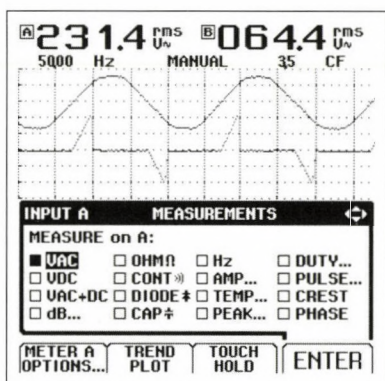 A 231.4 rms V~ B 064.4 rms V~
50.00 Hz MANUAL 3.5 CF
INPUT A MEASUREMENTS
MEASURE on A:
VAC OHM Ω Hz DUTY...
VDC CONT AMP... PULSE...
VAC+DC DIODE TEMP... CREST
dB... CAP PEAK... PHASE
METER A OPTIONS... TREND PLOT TOUCH HOLD ENTER